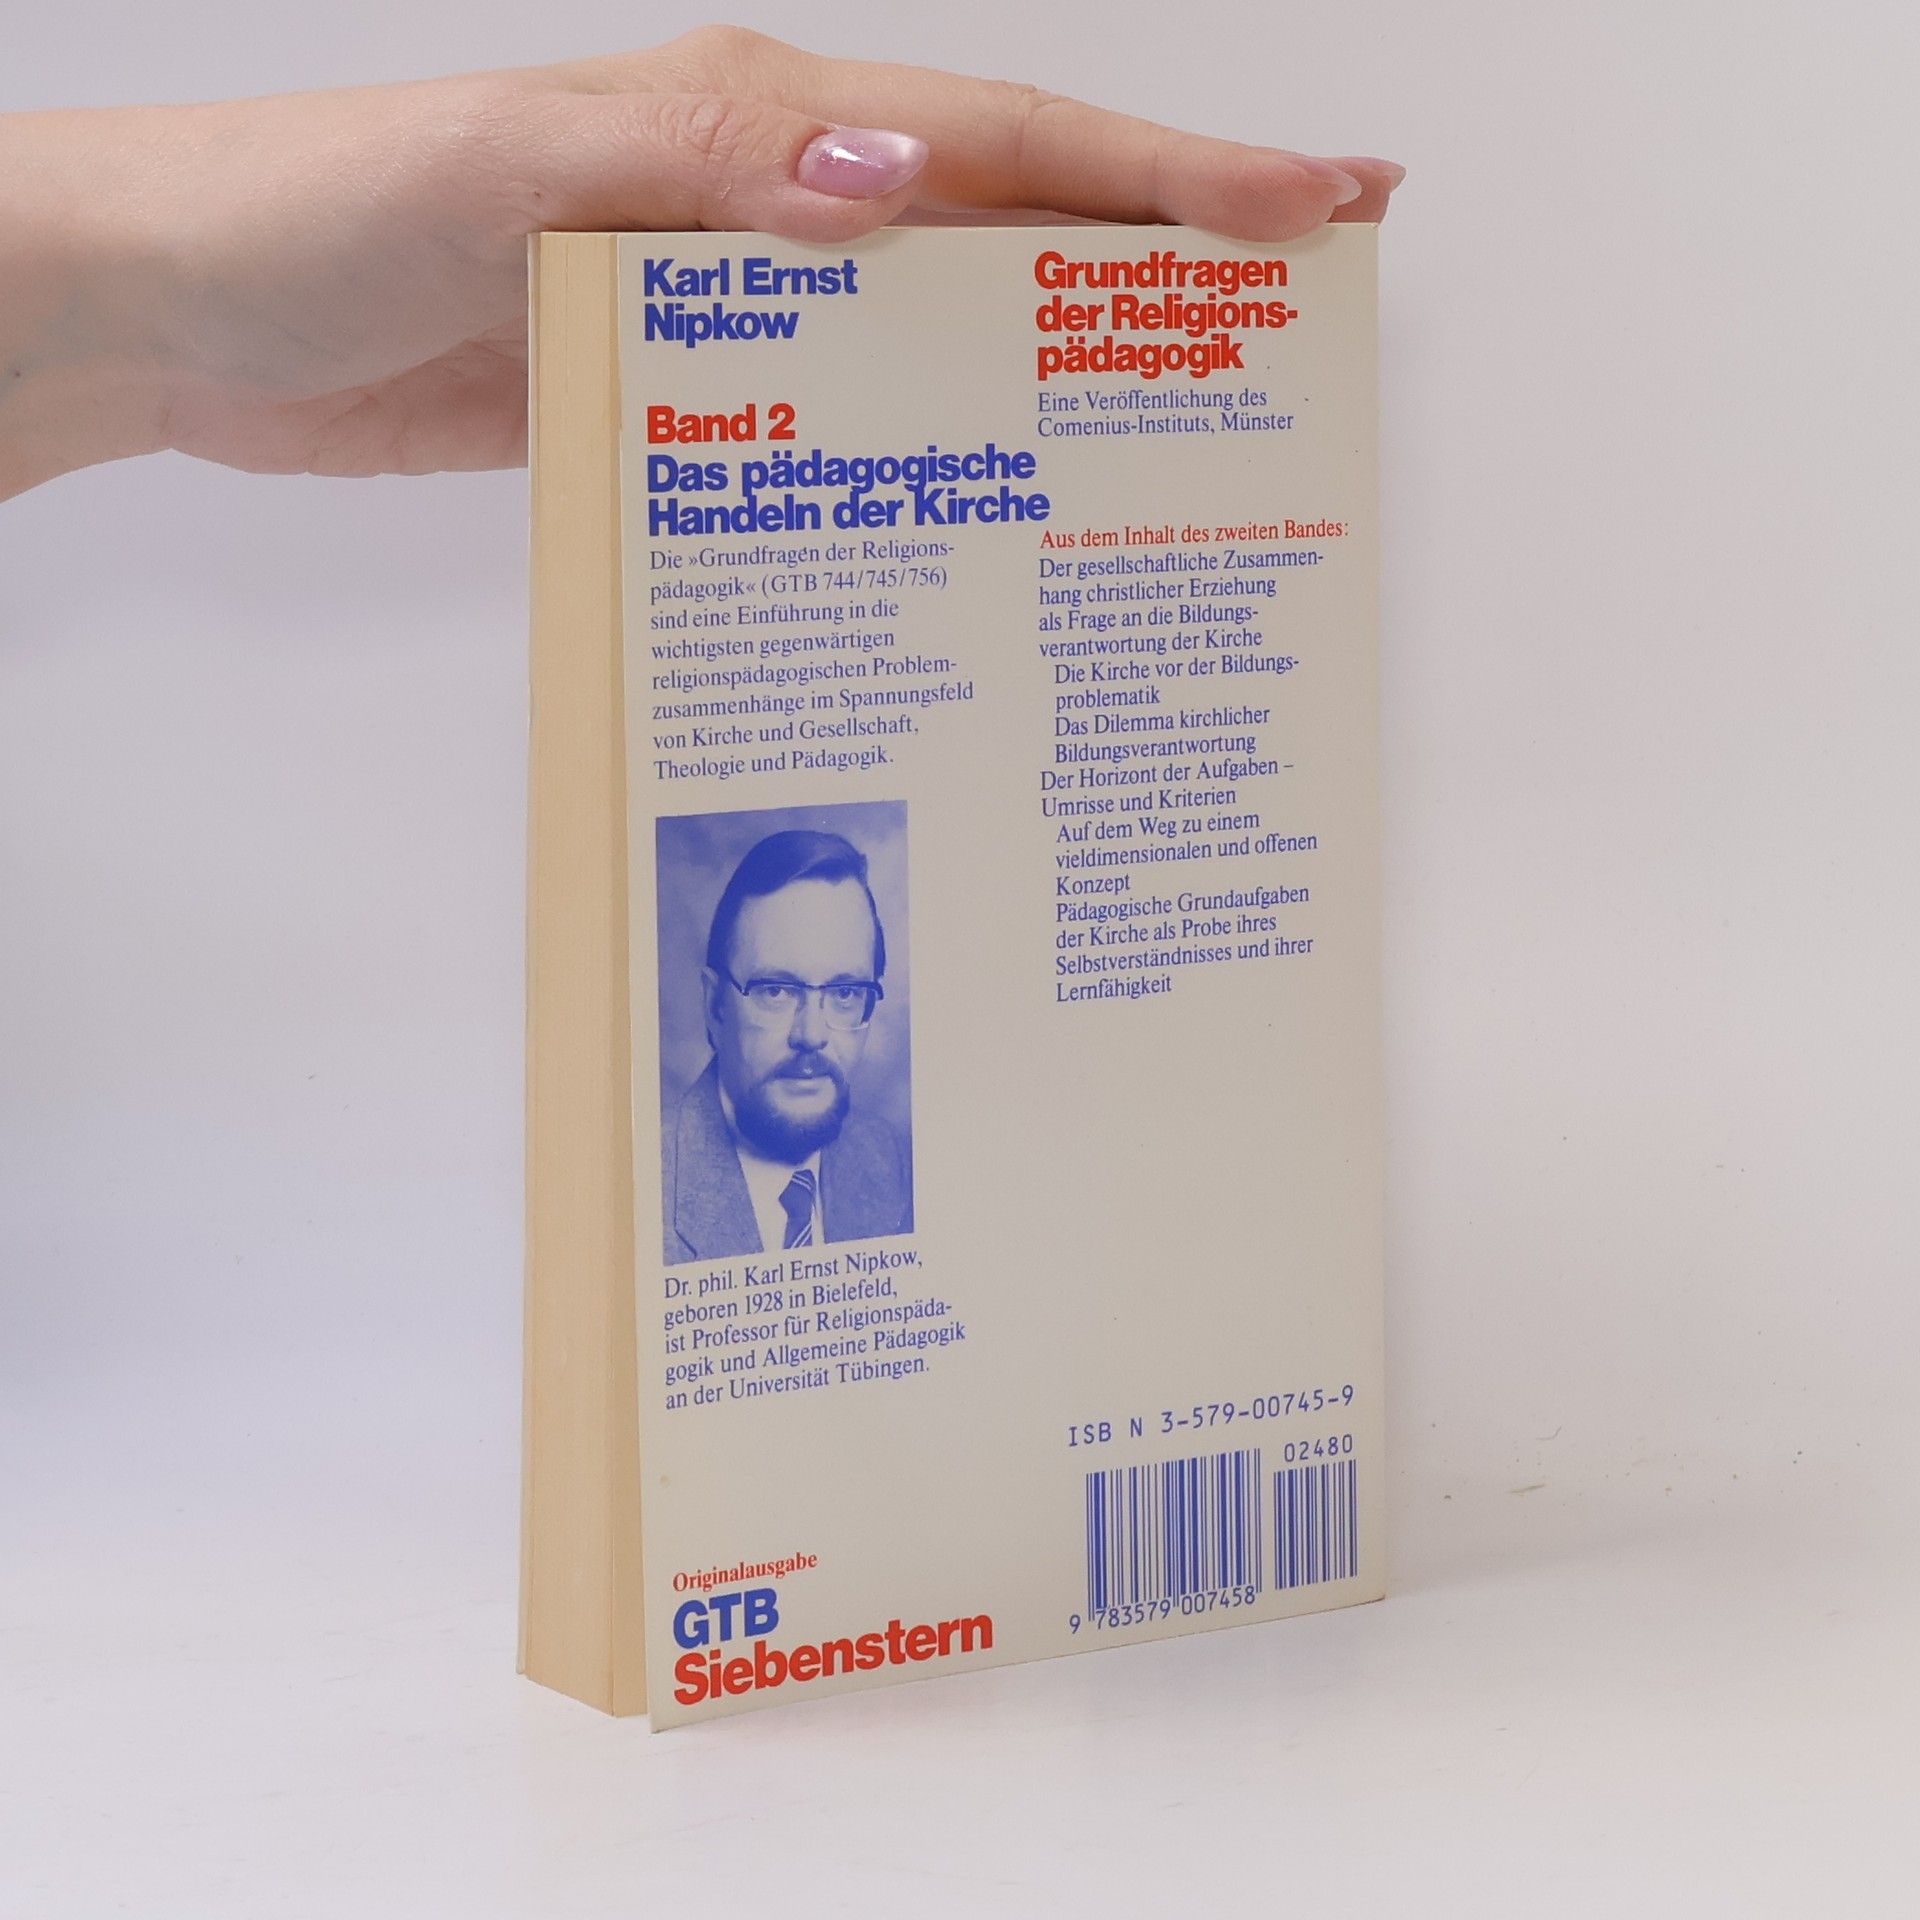 Karl Ernst
Nipkow
Grundfragen
der Religions-
pädagogik
Eine Veröffentlichung des
Comenius-Instituts, Münster
Band 2
Das pädagogische
Handeln der Kirche
Die »Grundfragen der Religions-
pädagogik« (GTB 744/745/756)
sind eine Einführung in die
wichtigsten gegenwärtigen
religionspädagogischen Problem-
zusammenhänge im Spannungsfeld
von Kirche und Gesellschaft,
Theologie und Pädagogik.
Dr. phil. Karl Ernst Nipkow,
geboren 1928 in Bielefeld,
ist Professor für Religionspäda-
gogik und Allgemeine Pädagogik
an der Universität Tübingen.
Aus dem Inhalt des zweiten Bandes:
Der gesellschaftliche Zusammen-
hang christlicher Erziehung
als Frage an die Bildungs-
verantwortung der Kirche
Die Kirche vor der Bildungs-
problematik
Das Dilemma kirchlicher
Bildungsverantwortung
Der Horizont der Aufgaben –
Umrisse und Kriterien
Auf dem Weg zu einem
vieldimensionalen und offenen
Konzept
Pädagogische Grundaufgaben
der Kirche als Probe ihres
Selbstverständnisses und ihrer
Lernfähigkeit
ISB N 3-579-00745-9
02480
9 783579 007458
Originalausgabe
GTB
Siebenstern